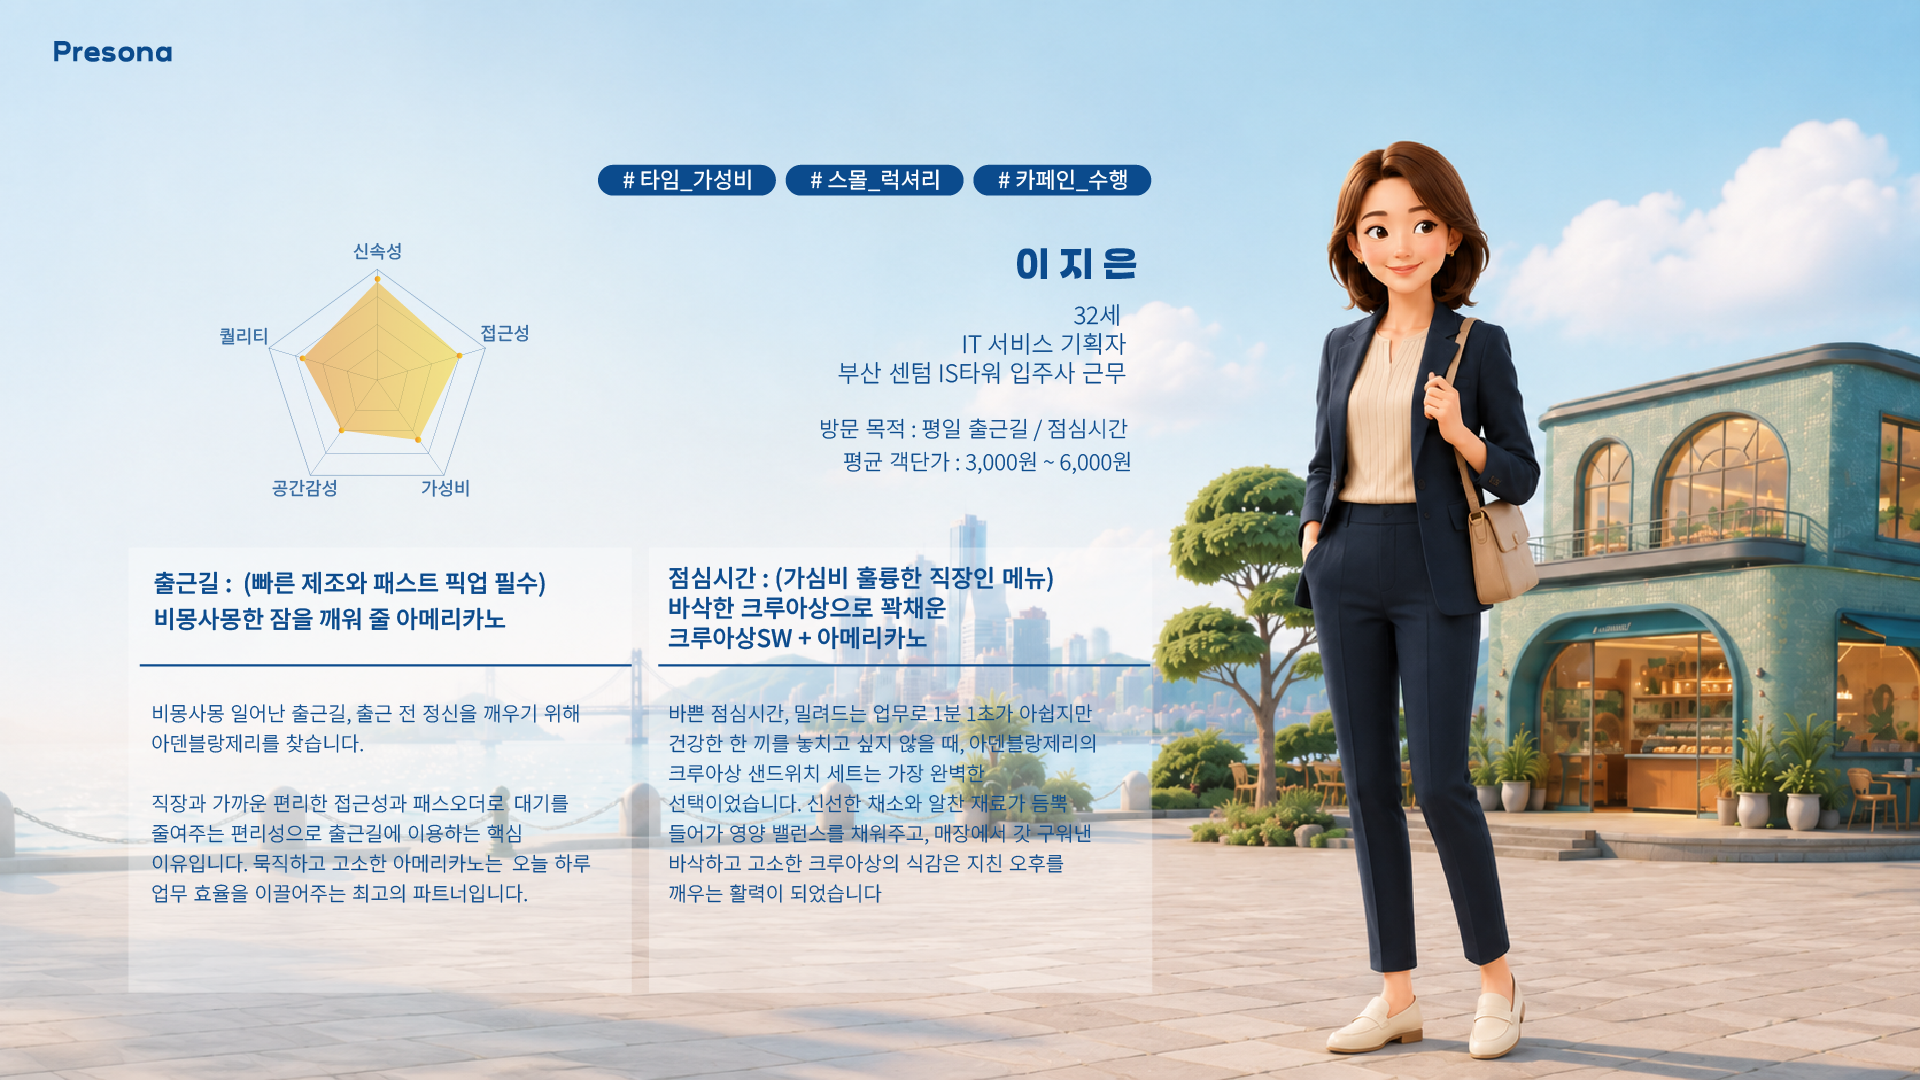 Presona
# 타임_가성비
# 스몰_럭셔리
# 카페인_수행
신속성
퀄리티
접근성
공간감성
가성비
이지은
32세
IT 서비스 기획자
부산 센텀 IS타워 입주사 근무
방문 목적 : 평일 출근길 / 점심시간
평균 객단가 : 3,000원 ~ 6,000원
출근길 : (빠른 제조와 패스트 픽업 필수)
비몽사몽한 잠을 깨워 줄 아메리카노
비몽사몽 일어난 출근길, 출근 전 정신을 깨우기 위해
아덴블랑제리를 찾습니다.
직장과 가까운 편리한 접근성과 패스오더로 대기를
줄여주는 편리성으로 출근길에 이용하는 핵심
이유입니다. 묵직하고 고소한 아메리카노는 오늘 하루
업무 효율을 이끌어주는 최고의 파트너입니다.
점심시간 : (가심비 훌륭한 직장인 메뉴)
바삭한 크루아상으로 꽉채운
크루아상SW + 아메리카노
바쁜 점심시간, 밀려드는 업무로 1분 1초가 아쉽지만
건강한 한 끼를 놓치고 싶지 않을 때, 아덴블랑제리의
크루아상 샌드위치 세트는 가장 완벽한
선택이었습니다. 신선한 채소와 알찬 재료가 듬뿍
들어가 영양 밸런스를 채워주고, 매장에서 갓 구워낸
바삭하고 고소한 크루아상의 식감은 지친 오후를
깨우는 활력이 되었습니다